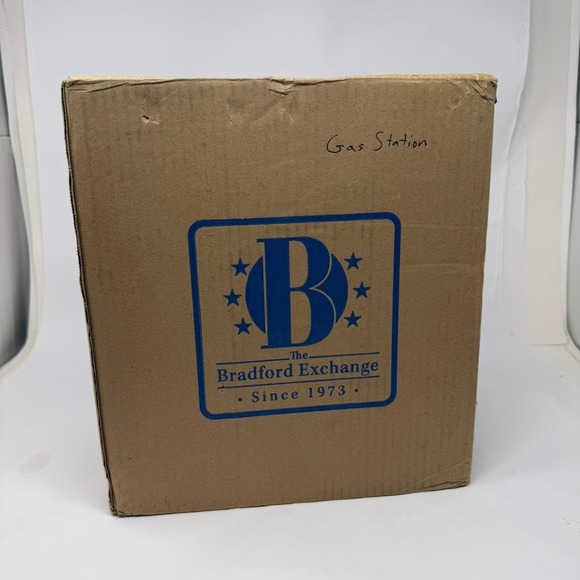 Gas Station
B
The
Bradford Exchange
• Since 1973 •